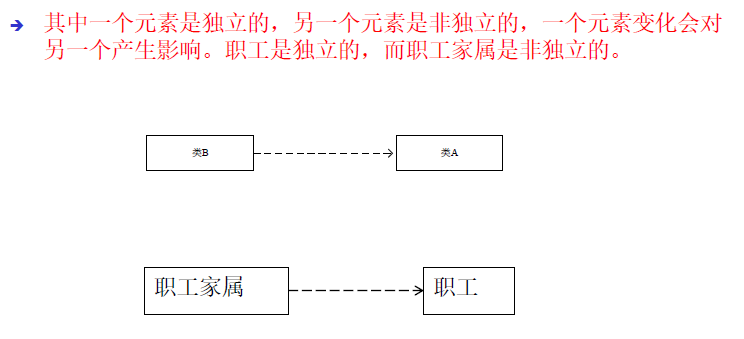 其中一个元素是独立的，另一个元素是非独立的，一个元素变化会对
另一个产生影响。职工是独立的，而职工家属是非独立的。
类B
类A
职工家属
职工